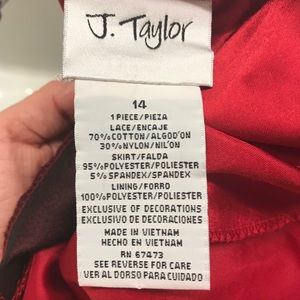 J. Taylor
14
1 PIECE/PIEZA
LACE/ENCAJE
70%COTTON/ALGOD'ON
30%NYLON/NIL'ON
SKIRT/FALDA
95%POLYESTER/POLIESTER
5%SPANDEX/SPANDEX
LINING/FORRO
100%POLYESTER/POLIESTER
EXCLUSIVE OF DECORATIONS
EXCLUSIVO DE DECORACIONES
MADE IN VIETNAM
HECHO EN VIETNAM
RN 67473
SEE REVERSE FOR CARE
VER AL DORSO PARA CUIDADO